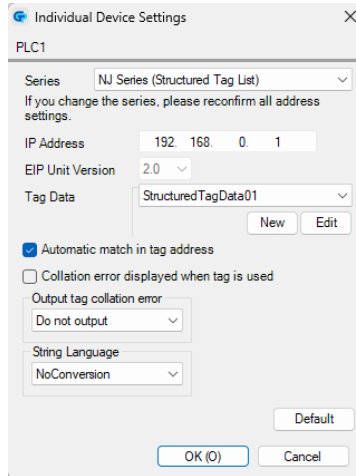 Individual Device Settings
PLC1
Series NJ Series (Structured Tag List)
If you change the series, please reconfirm all address
settings.
IP Address 192. 168. 0. 1
EIP Unit Version 2.0
Tag Data StructuredTagData01
New Edit
Automatic match in tag address
Collation error displayed when tag is used
Output tag collation error
Do not output
String Language
NoConversion
Default
OK (O) Cancel